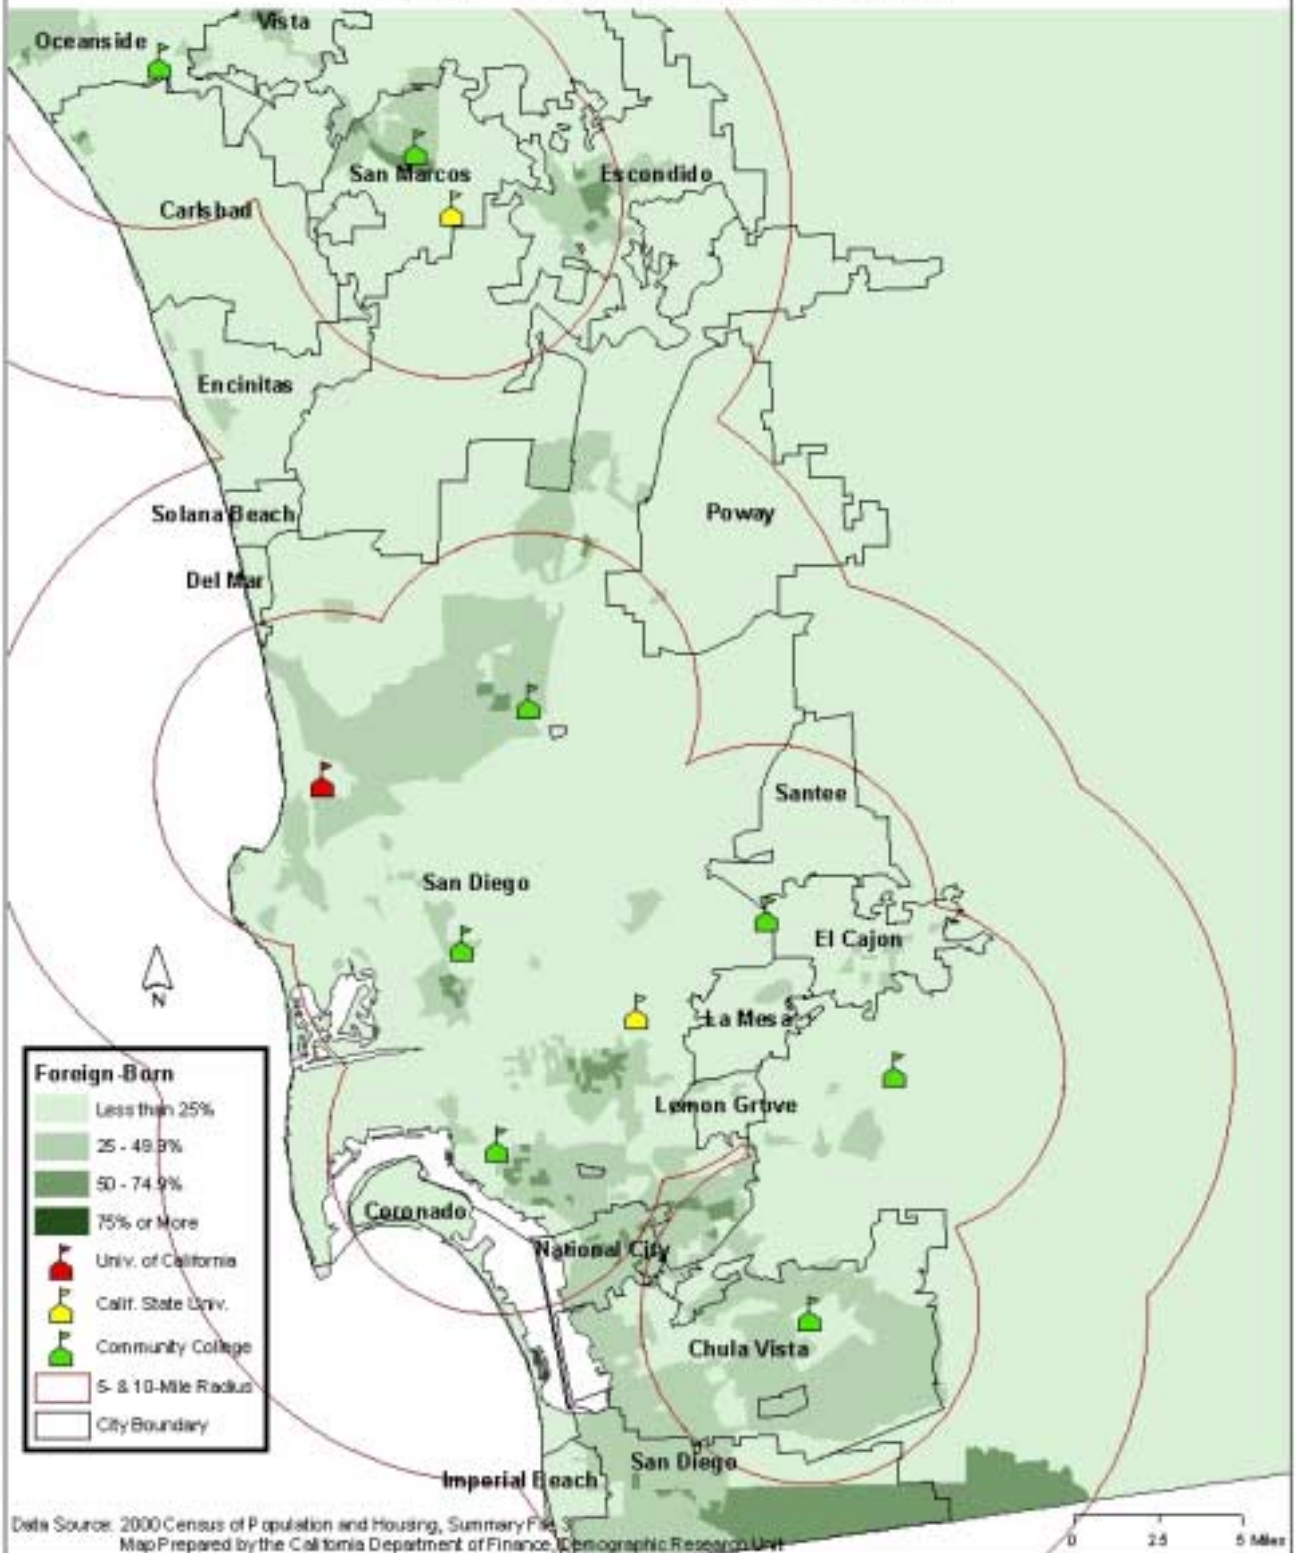 Vista
Oceanside
San Marcos
Escondido
Carlsbad
Encinitas
Solana Beach
Poway
Del Mar
Santee
San Diego
El Cajon
N
La Mesa
Foreign-Born
Less than 25%
25 - 49.9%
50 - 74.9%
75% or More
Univ. of California
Calif. State Univ.
Community College
5- & 10-Mile Radius
City Boundary
Lemon Grove
Coronado
National City
Chula Vista
San Diego
Imperial Beach
Data Source: 2000 Census of Population and Housing, Summary File 3
Map Prepared by the California Department of Finance, Demographic Research Unit
0 2.5 5 Miles